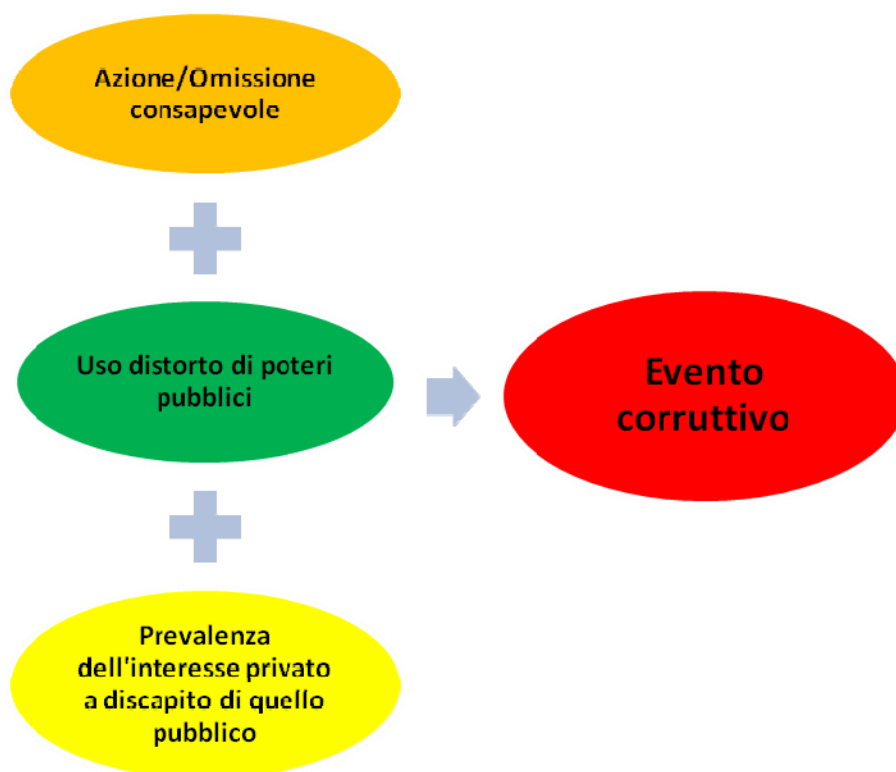 Azione/Omissione
consapevole
Uso distorto di poteri
pubblici
Evento
corruttivo
Prevalenza
dell'interesse privato
a discapito di quello
pubblico